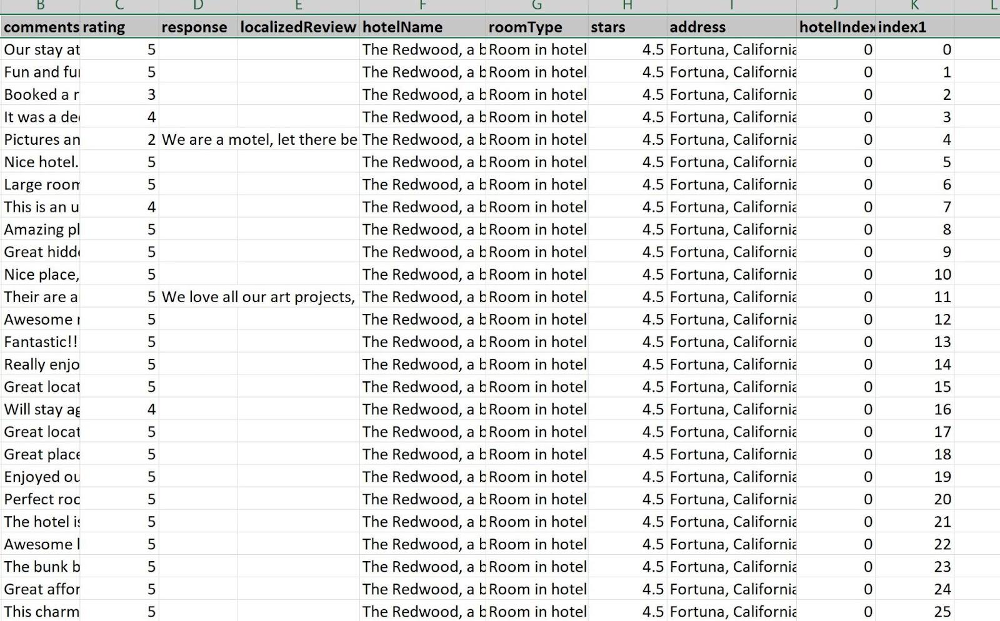 B C D E F G H I J K L
comments rating response localizedReview hotelName roomType stars address hotelIndex index1
Our stay at 5 The Redwood, a b Room in hotel 4.5 Fortuna, California 0 0
Fun and fu 5 The Redwood, a b Room in hotel 4.5 Fortuna, California 0 1
Booked a r 3 The Redwood, a b Room in hotel 4.5 Fortuna, California 0 2
It was a de 4 The Redwood, a b Room in hotel 4.5 Fortuna, California 0 3
Pictures an 2 We are a motel, let there be The Redwood, a b Room in hotel 4.5 Fortuna, California 0 4
Nice hotel. 5 The Redwood, a b Room in hotel 4.5 Fortuna, California 0 5
Large room 5 The Redwood, a b Room in hotel 4.5 Fortuna, California 0 6
This is an u 4 The Redwood, a b Room in hotel 4.5 Fortuna, California 0 7
Amazing pl 5 The Redwood, a b Room in hotel 4.5 Fortuna, California 0 8
Great hidd 5 The Redwood, a b Room in hotel 4.5 Fortuna, California 0 9
Nice place, 5 The Redwood, a b Room in hotel 4.5 Fortuna, California 0 10
Their are a 5 We love all our art projects, The Redwood, a b Room in hotel 4.5 Fortuna, California 0 11
Awesome r 5 The Redwood, a b Room in hotel 4.5 Fortuna, California 0 12
Fantastic!! 5 The Redwood, a b Room in hotel 4.5 Fortuna, California 0 13
Really enjo 5 The Redwood, a b Room in hotel 4.5 Fortuna, California 0 14
Great locat 5 The Redwood, a b Room in hotel 4.5 Fortuna, California 0 15
Will stay ag 4 The Redwood, a b Room in hotel 4.5 Fortuna, California 0 16
Great locat 5 The Redwood, a b Room in hotel 4.5 Fortuna, California 0 17
Great place 5 The Redwood, a b Room in hotel 4.5 Fortuna, California 0 18
Enjoyed ou 5 The Redwood, a b Room in hotel 4.5 Fortuna, California 0 19
Perfect roo 5 The Redwood, a b Room in hotel 4.5 Fortuna, California 0 20
The hotel is 5 The Redwood, a b Room in hotel 4.5 Fortuna, California 0 21
Awesome l 5 The Redwood, a b Room in hotel 4.5 Fortuna, California 0 22
The bunk b 5 The Redwood, a b Room in hotel 4.5 Fortuna, California 0 23
Great affor 5 The Redwood, a b Room in hotel 4.5 Fortuna, California 0 24
This charm 5 The Redwood, a b Room in hotel 4.5 Fortuna, California 0 25